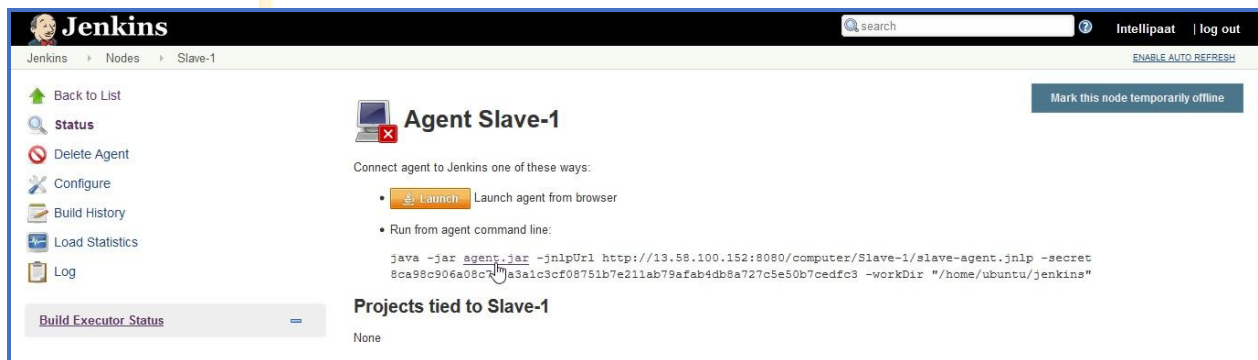 Jenkins
search
Intellipaat | log out
Jenkins Nodes Slave-1
ENABLE AUTO REFRESH
Back to List
Status
Delete Agent
Configure
Build History
Load Statistics
Log
Build Executor Status
Mark this node temporarily offline
Agent Slave-1
Connect agent to Jenkins one of these ways:
Launch Launch agent from browser
Run from agent command line:
java -jar agent.jar -jnlpUrl http://13.58.100.152:8080/computer/Slave-1/slave-agent.jnlp -secret
-workDir "/home/ubuntu/jenkins"
Projects tied to Slave-1
None